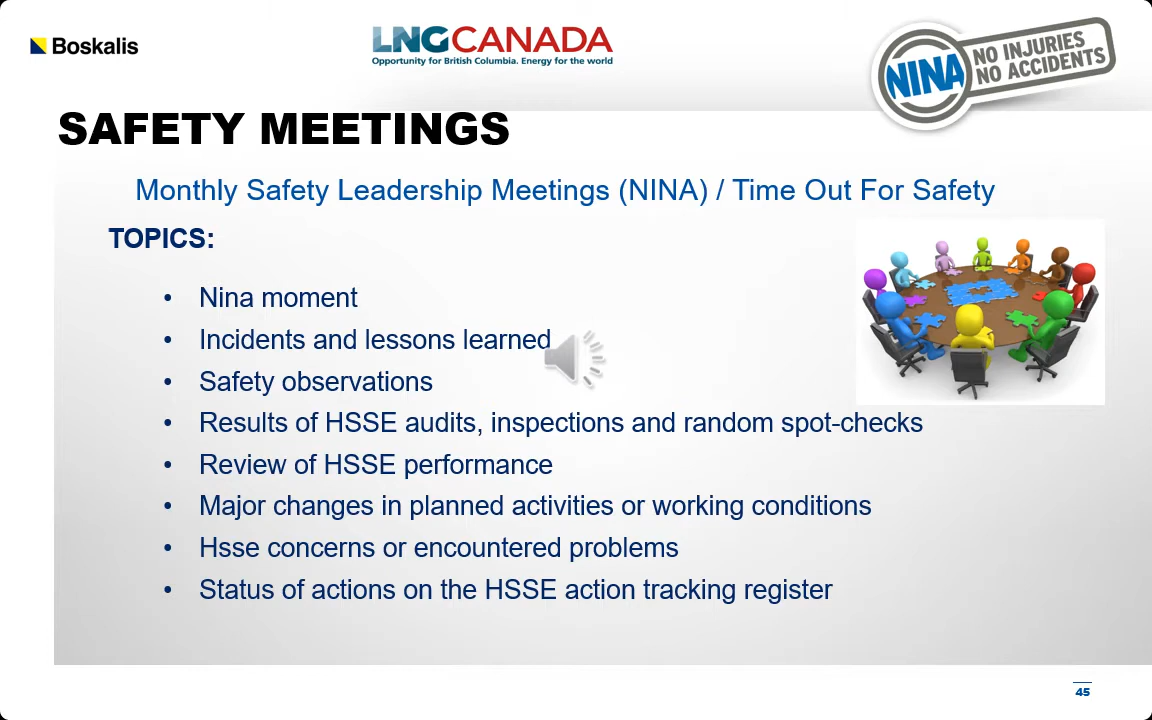 Boskalis
LNGCANADA
Opportunity for British Columbia. Energy for the world
NINA
NO INJURIES
NO ACCIDENTS
SAFETY MEETINGS
Monthly Safety Leadership Meetings (NINA) / Time Out For Safety
TOPICS:
• Nina moment
• Incidents and lessons learned
• Safety observations
• Results of HSSE audits, inspections and random spot-checks
• Review of HSSE performance
• Major changes in planned activities or working conditions
• Hsse concerns or encountered problems
• Status of actions on the HSSE action tracking register
45